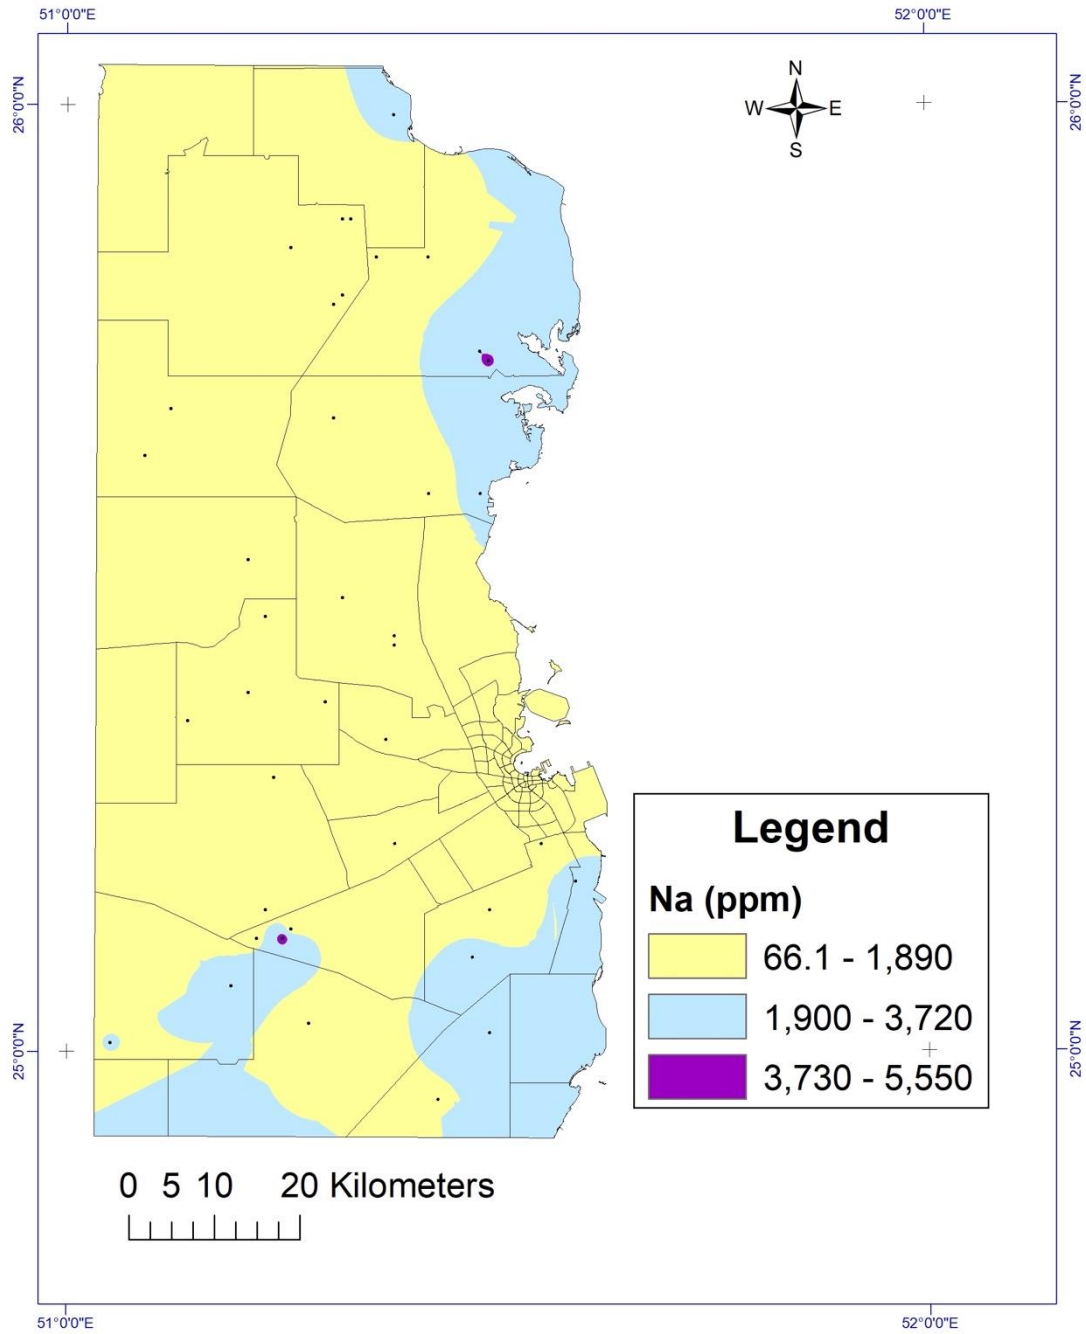 51°0'0"E 52°0'0"E
26°0'0"N 26°0'0"N
N
W E
S
Legend
Na (ppm)
66.1 - 1,890
1,900 - 3,720
3,730 - 5,550
25°0'0"N 25°0'0"N
0 5 10 20 Kilometers
51°0'0"E 52°0'0"E